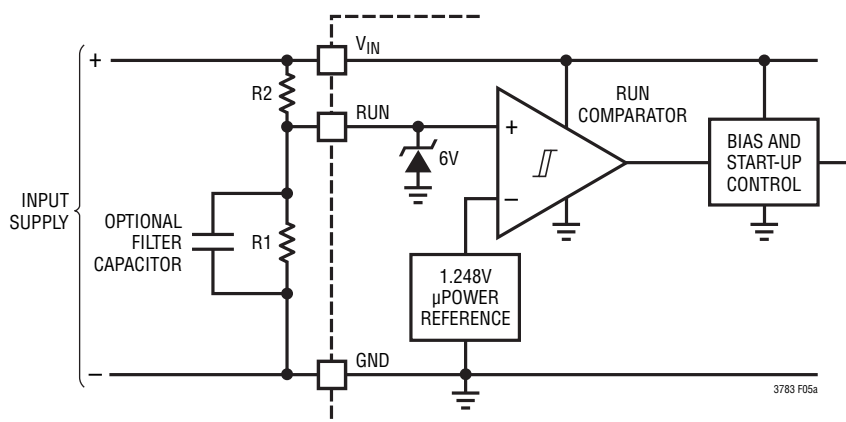 +
V_IN
R2
RUN
RUN
COMPARATOR
+
6V
BIAS AND
START-UP
CONTROL
INPUT
SUPPLY
OPTIONAL
FILTER
CAPACITOR
R1
−
1.248V
µPOWER
REFERENCE
−
GND
3783 F05a